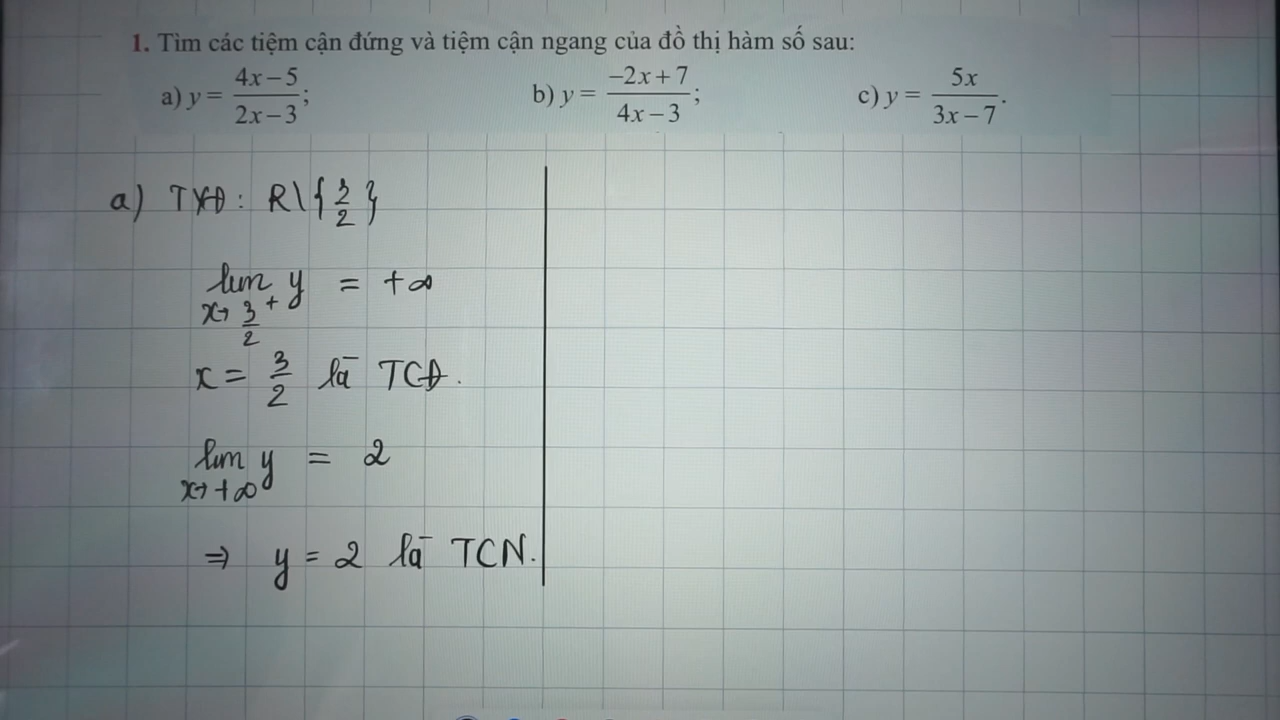 1. Tìm các tiệm cận đứng và tiệm cận ngang của đồ thị hàm số sau:
a) y = (4x – 5)/(2x – 3); b) y = (–2x + 7)/(4x – 3); c) y = 5x/(3x – 7).
a) TXĐ: R\{3/2}
lim y = +∞
x→3/2⁺
x = 3/2 là TCĐ.
lim y = 2
x→+∞
⇒ y = 2 là TCN.